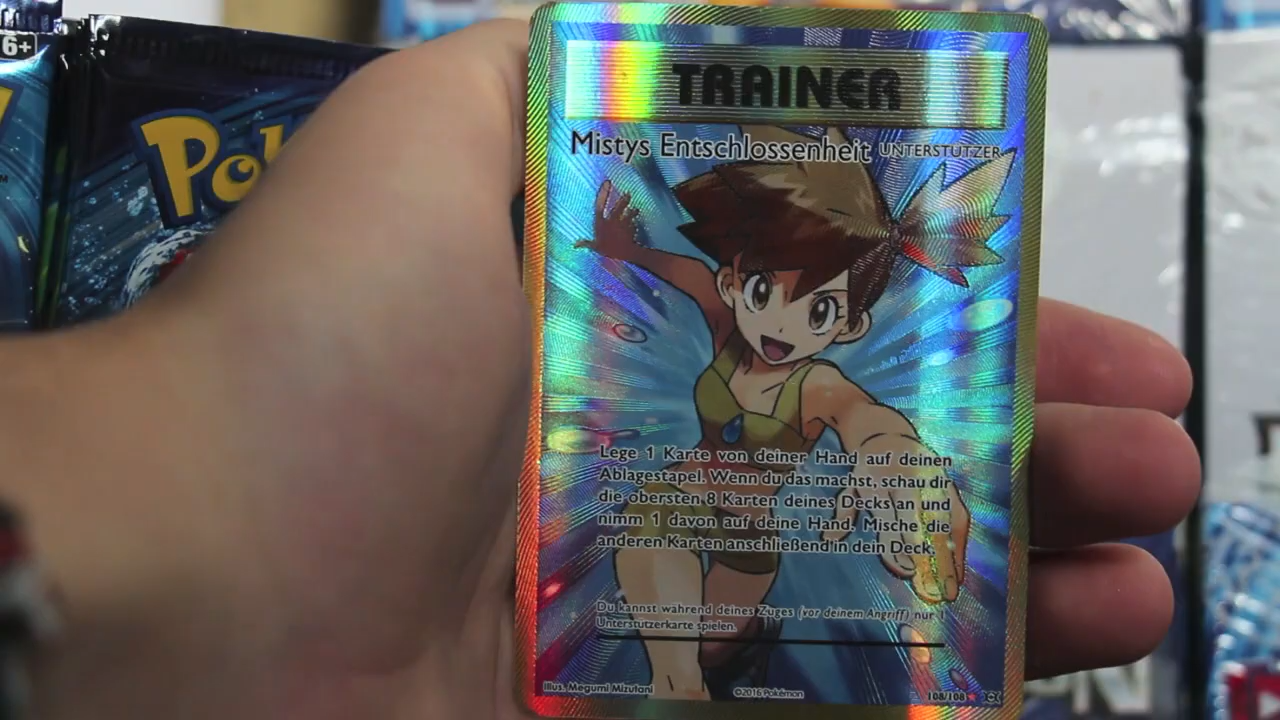 6+
Pok
TRAINER
Mistys Entschlossenheit UNTERSTÜTZER
Lege 1 Karte von deiner Hand auf deinen
Ablagestapel. Wenn du das machst, schau dir
die obersten 8 Karten deines Decks an und
nimm 1 davon auf deine Hand. Mische die
anderen Karten anschließend in dein Deck.
Du kannst während deines Zuges (vor deinem Angriff) nur 1
Unterstützerkarte spielen.
Illus. Megumi Mizutani
©2016 Pokémon
108/108